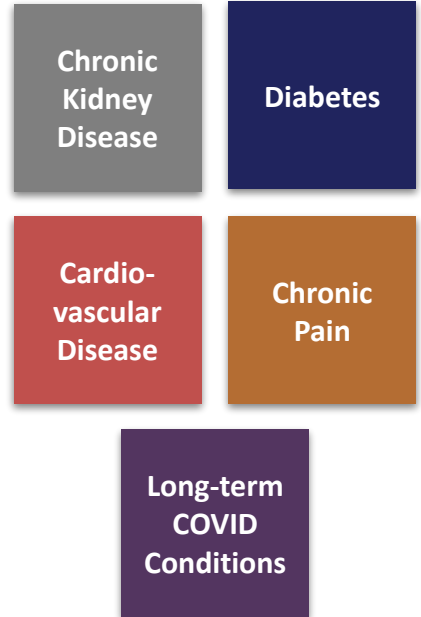 Chronic
Kidney
Disease
Diabetes
Cardio-
vascular
Disease
Chronic
Pain
Long-term
COVID
Conditions